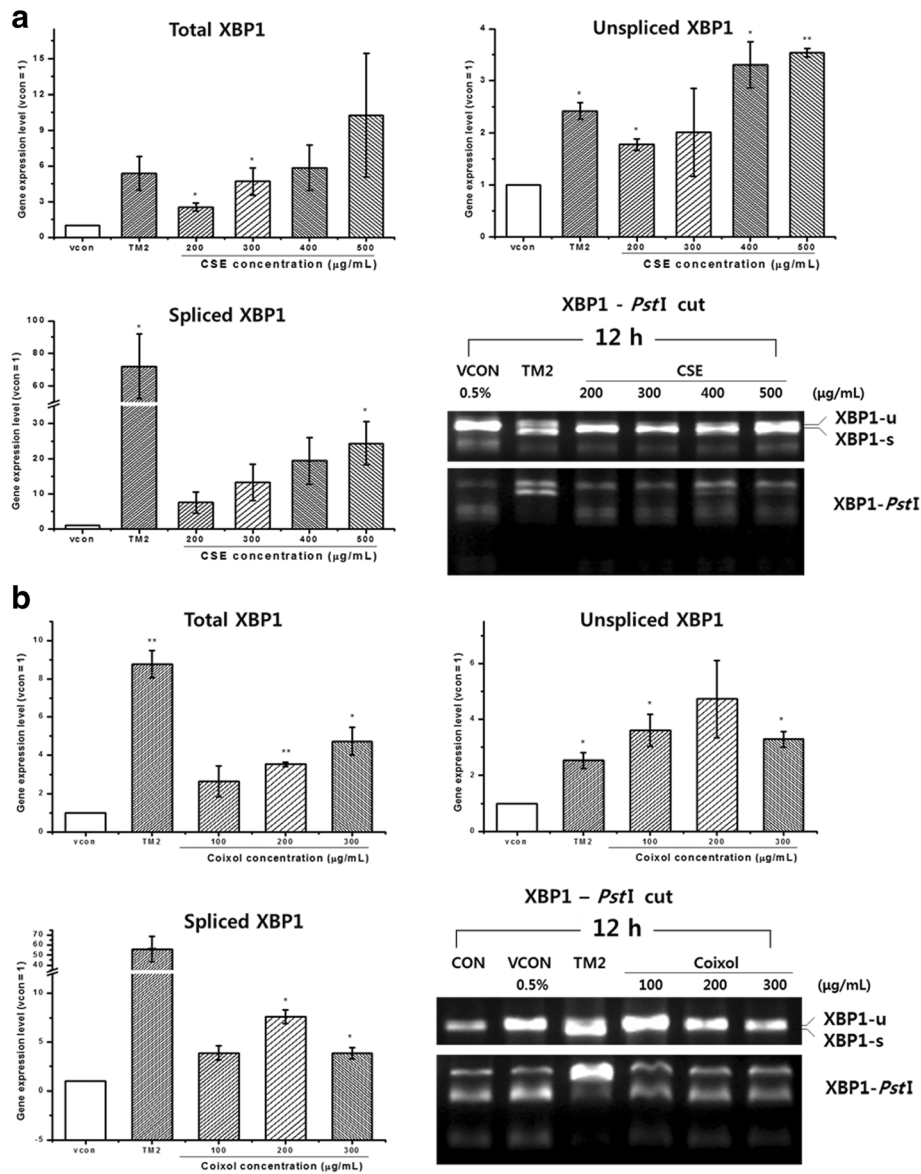 a
Total XBP1
Gene expression level (vcon = 1)
15
12
9
6
3
0
*
*
vcon TM2 200 300 400 500
CSE concentration (μg/mL)
Unspliced XBP1
Gene expression level (vcon = 1)
4
3
2
1
0
*
*
*
**
vcon TM2 200 300 400 500
CSE concentration (μg/mL)
Spliced XBP1
Gene expression level (vcon = 1)
100
80
60
30
20
10
0
*
*
vcon TM2 200 300 400 500
CSE concentration (μg/mL)
XBP1 - PstI cut
12 h
VCON TM2 CSE
0.5% 200 300 400 500 (μg/mL)
XBP1-u
XBP1-s
XBP1-PstI
b
Total XBP1
Gene expression level (vcon = 1)
10
8
6
4
2
0
**
**
*
vcon TM2 100 200 300
Coixol concentration (μg/mL)
Unspliced XBP1
Gene expression level (vcon = 1)
6
4
2
0
*
*
*
vcon TM2 100 200 300
Coixol concentration (μg/mL)
Spliced XBP1
Gene expression level (vcon = 1)
70
60
50
40
10
5
0
-5
*
*
vcon TM2 100 200 300
Coixol concentration (μg/mL)
XBP1 – PstI cut
12 h
CON VCON TM2 Coixol
0.5% 100 200 300 (μg/mL)
XBP1-u
XBP1-s
XBP1-PstI